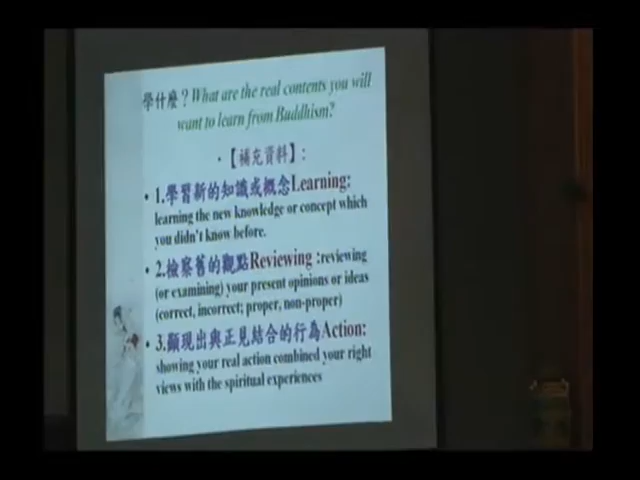 學什麼？What are the real contents you will
want to learn from Buddhism?
•【補充資料】:
• 1.學習新的知識或概念Learning:
learning the new knowledge or concept which
you didn't know before.
• 2.檢察舊的觀點Reviewing :reviewing
(or examining) your present opinions or ideas
(correct, incorrect; proper, non-proper)
• 3.顯現出與正見結合的行為Action:
showing your real action combined your right
views with the spiritual experiences